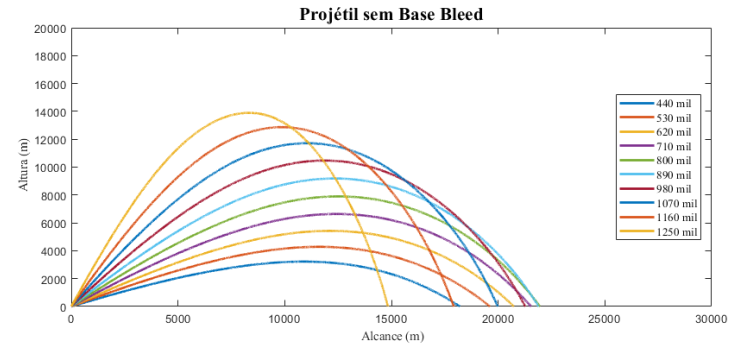 Projétil sem Base Bleed
20000
18000
16000
14000
12000
10000
8000
6000
4000
2000
0
Altura (m)
440 mil
530 mil
620 mil
710 mil
800 mil
890 mil
980 mil
1070 mil
1160 mil
1250 mil
0 5000 10000 15000 20000 25000 30000
Alcance (m)